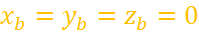 x_b = y_b = z_b = 0